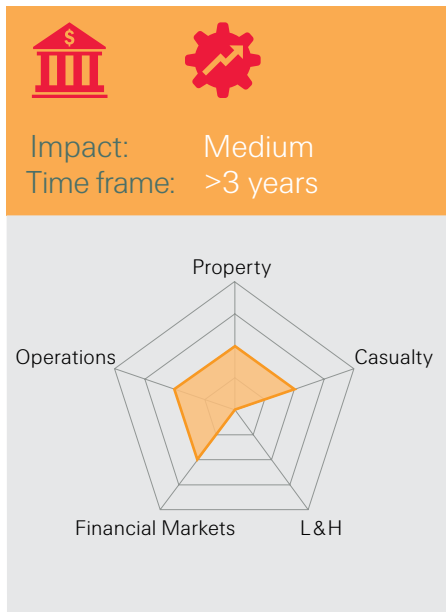 $
Impact: Medium
Time frame: >3 years
Property
Operations
Casualty
Financial Markets
L&H